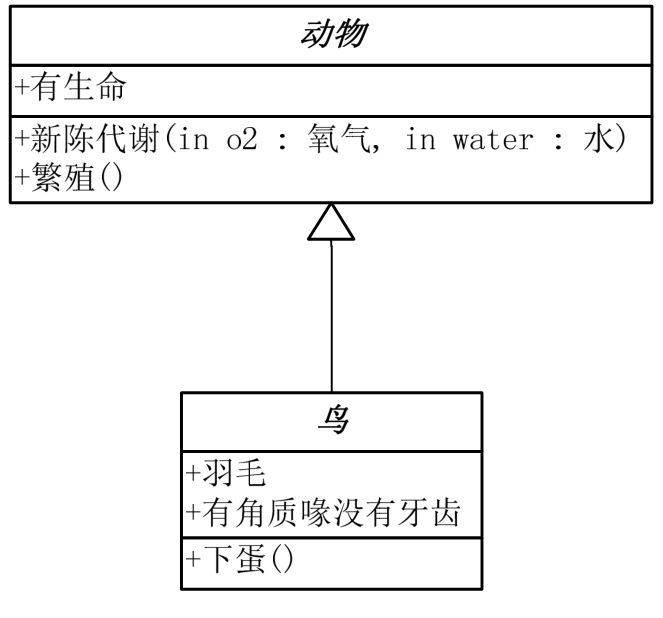 动物
+有生命
+新陈代谢(in o2 : 氧气, in water : 水)
+繁殖()
鸟
+羽毛
+有角质喙没有牙齿
+下蛋()